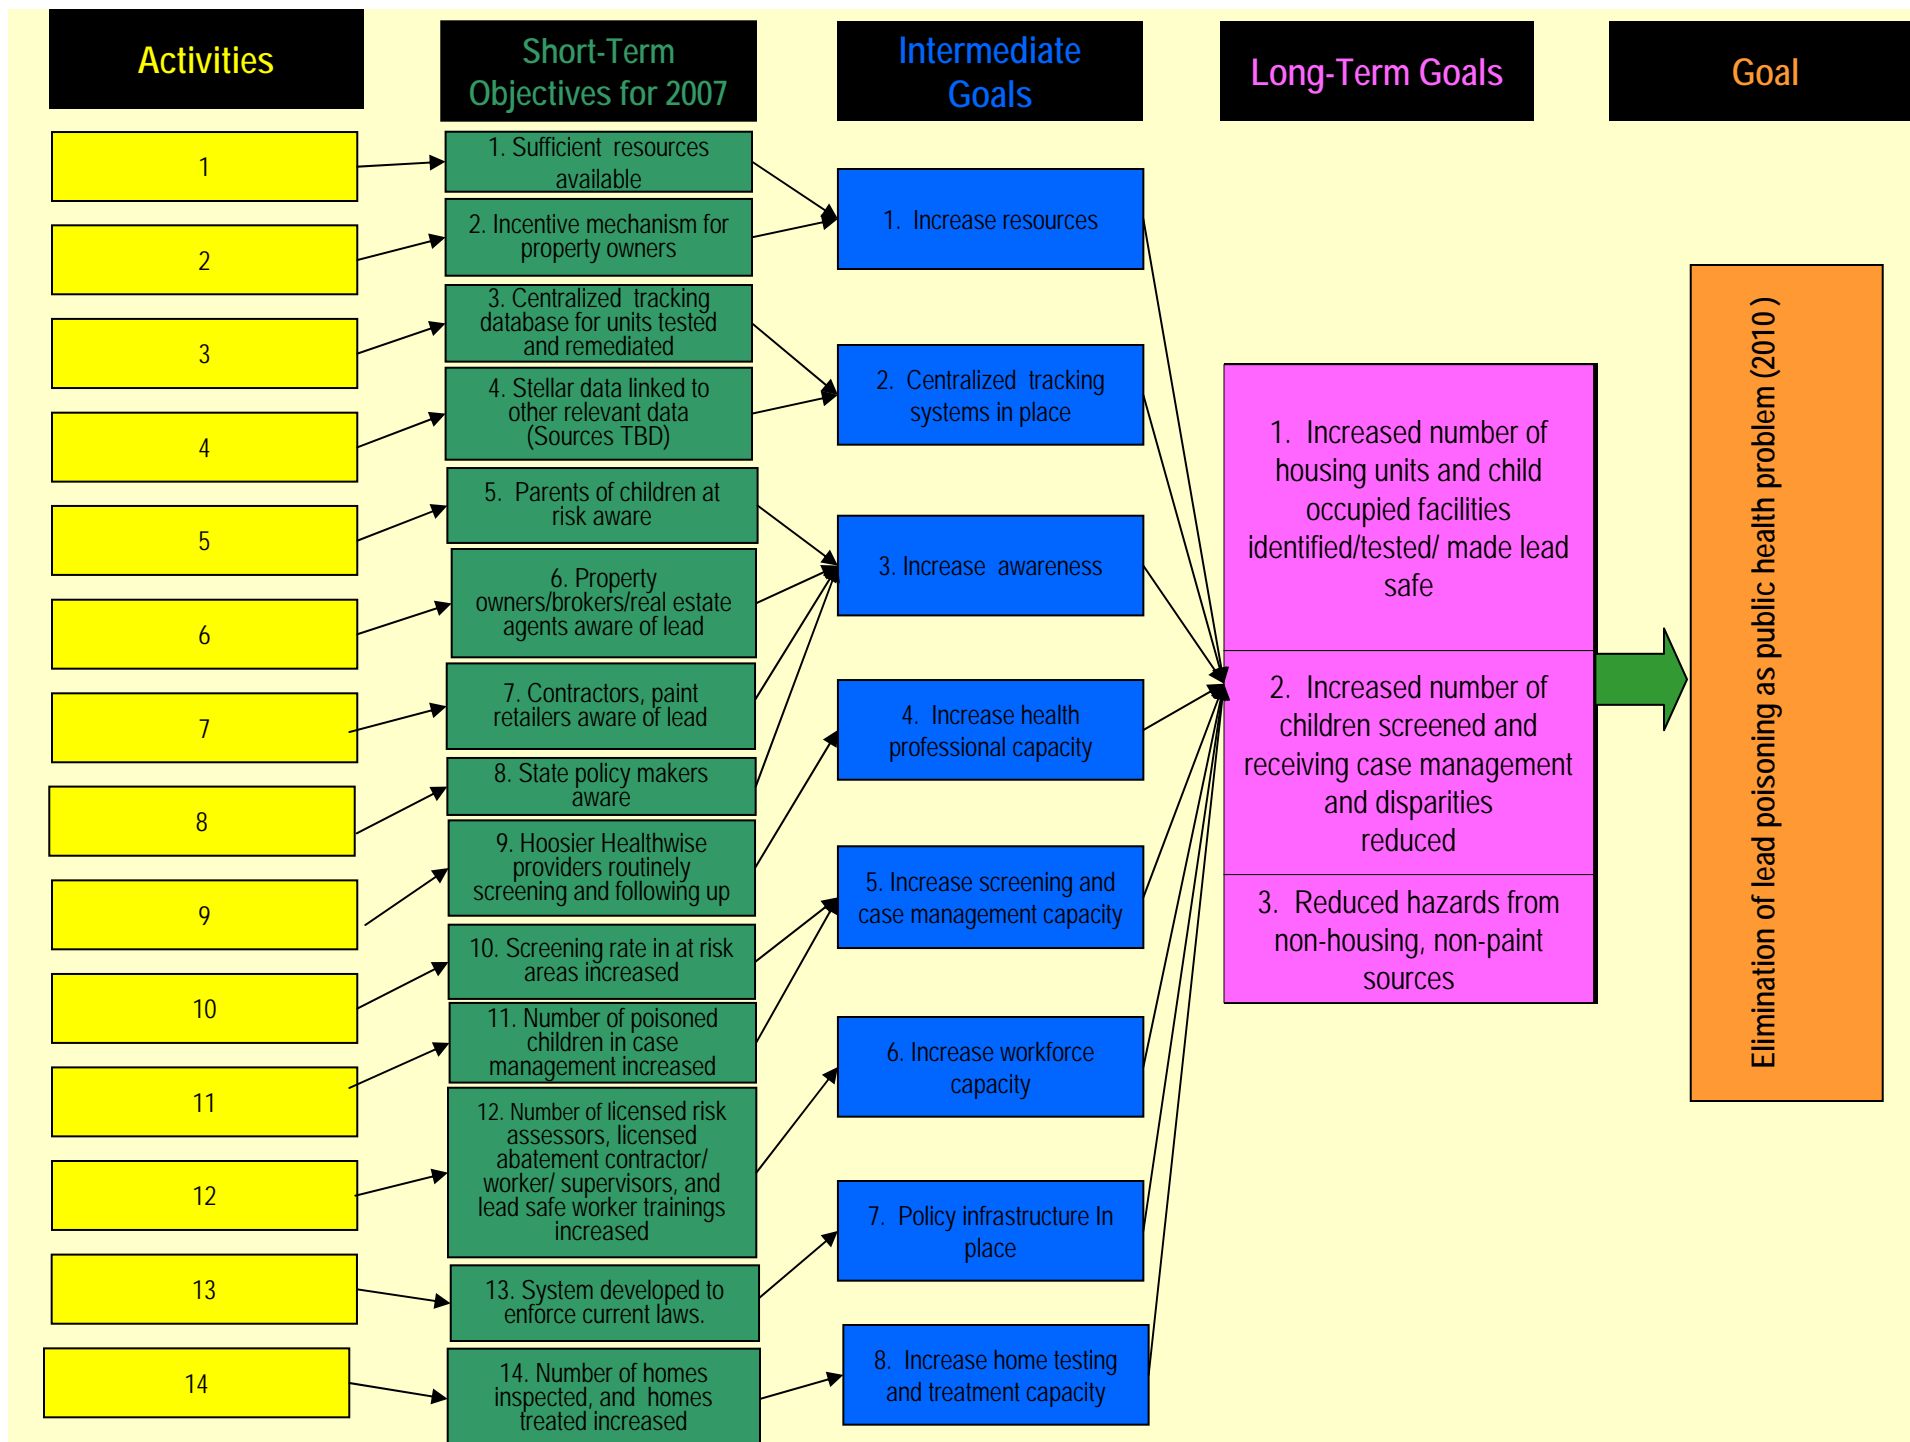 Activities
Short-Term
Objectives for 2007
Intermediate
Goals
Long-Term Goals
Goal
1
2
3
4
5
6
7
8
9
10
11
12
13
14
1. Sufficient resources
available
2. Incentive mechanism for
property owners
3. Centralized tracking
database for units tested
and remediated
4. Stellar data linked to
other relevant data
(Sources TBD)
5. Parents of children at
risk aware
6. Property
owners/brokers/real estate
agents aware of lead
7. Contractors, paint
retailers aware of lead
8. State policy makers
aware
9. Hoosier Healthwise
providers routinely
screening and following up
10. Screening rate in at risk
areas increased
11. Number of poisoned
children in case
management increased
12. Number of licensed risk
assessors, licensed
abatement contractor/
worker/ supervisors, and
lead safe worker trainings
increased
13. System developed to
enforce current laws.
14. Number of homes
inspected, and homes
treated increased
1. Increase resources
2. Centralized tracking
systems in place
3. Increase awareness
4. Increase health
professional capacity
5. Increase screening and
case management capacity
6. Increase workforce
capacity
7. Policy infrastructure In
place
8. Increase home testing
and treatment capacity
1. Increased number of
housing units and child
occupied facilities
identified/tested/ made lead
safe
2. Increased number of
children screened and
receiving case management
and disparities
reduced
3. Reduced hazards from
non-housing, non-paint
sources
Elimination of lead poisoning as public health problem (2010 )